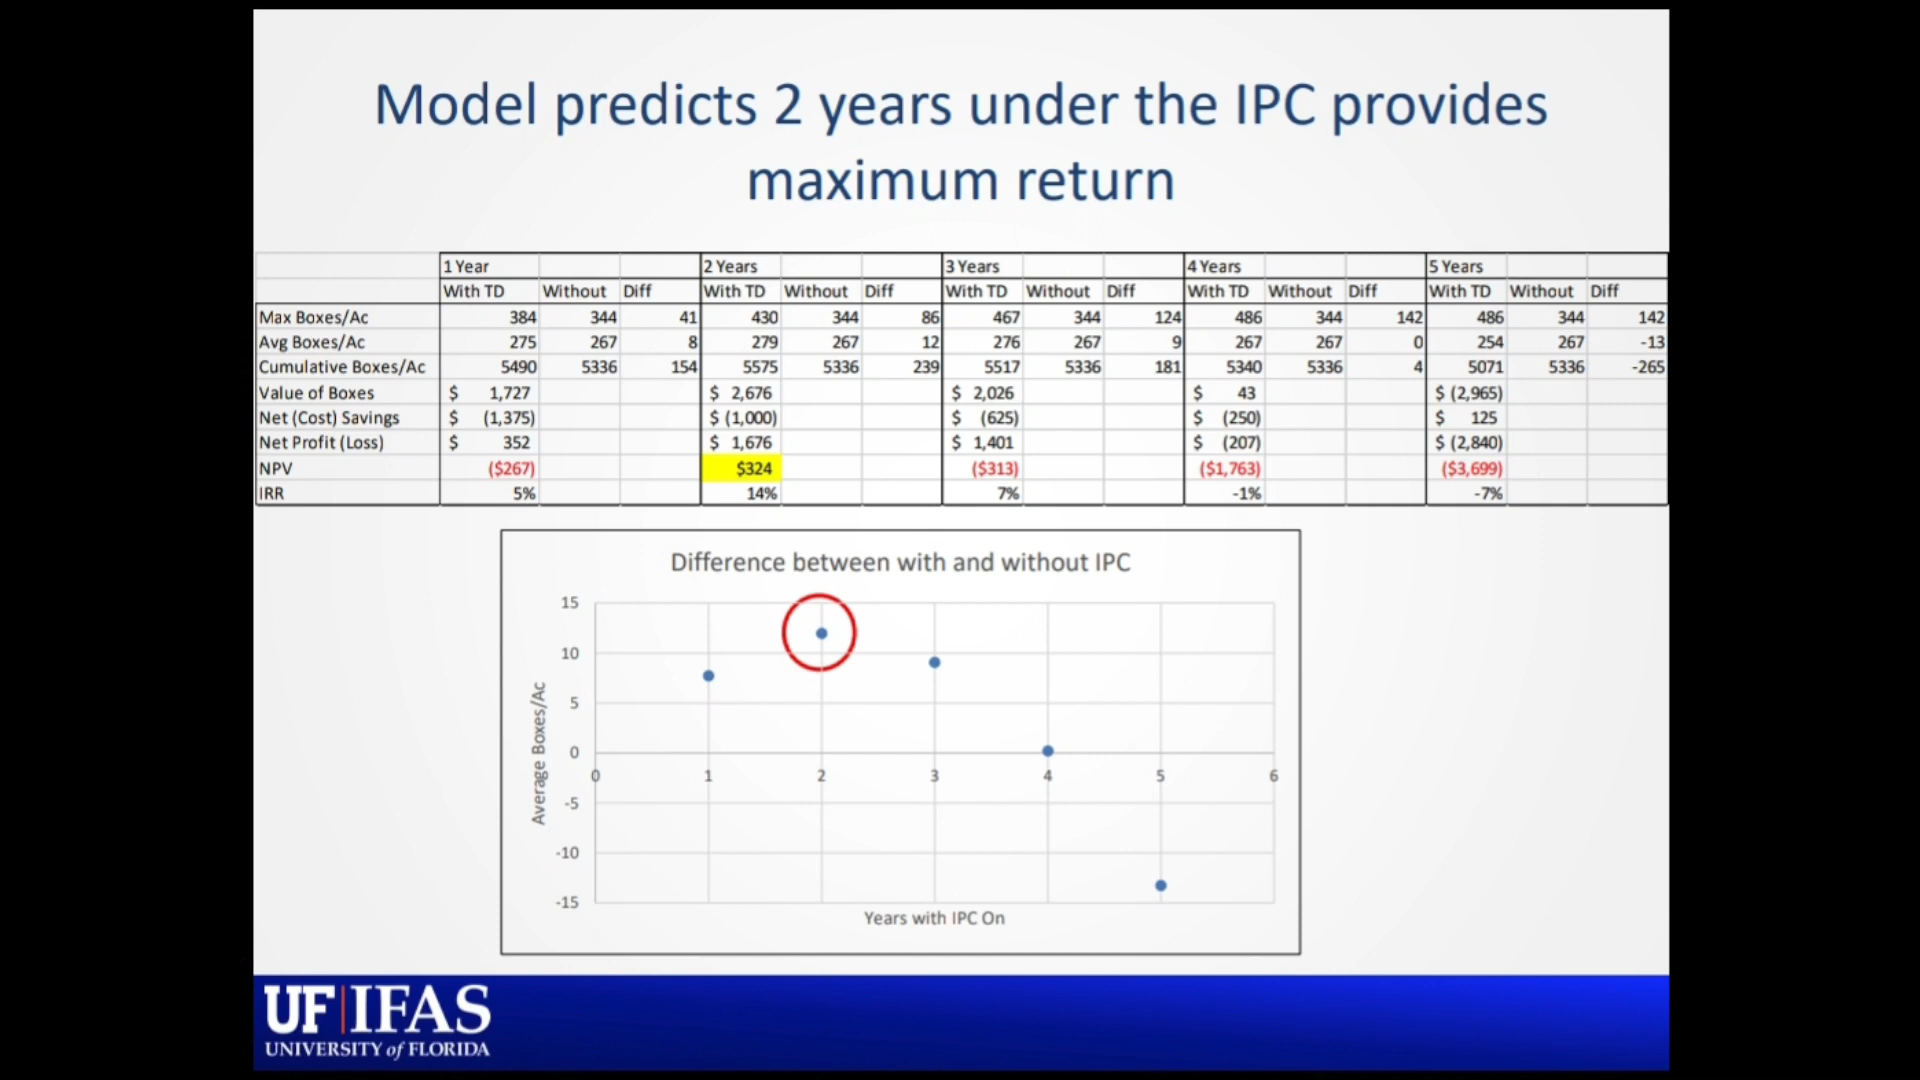 Model predicts 2 years under the IPC provides
maximum return
1 Year 2 Years 3 Years 4 Years 5 Years
With TD Without Diff With TD Without Diff With TD Without Diff With TD Without Diff With TD Without Diff
Max Boxes/Ac 384 344 41 430 344 86 467 344 124 486 344 142 486 344 142
Avg Boxes/Ac 275 267 8 279 267 12 276 267 9 267 267 0 254 267 -13
Cumulative Boxes/Ac 5490 5336 154 5575 5336 239 5517 5336 181 5340 5336 4 5071 5336 -265
Value of Boxes $ 1,727 $ 2,676 $ 2,026 $ 43 $ (2,965)
Net (Cost) Savings $ (1,375) $ (1,000) $ (625) $ (250) $ 125
Net Profit (Loss) $ 352 $ 1,676 $ 1,401 $ (207) $ (2,840)
NPV ($267) $324 ($313) ($1,763) ($3,699)
IRR 5% 14% 7% -1% -7%
Difference between with and without IPC
15
10
5
0
-5
-10
-15
Average Boxes/Ac
0 1 2 3 4 5 6
Years with IPC On
UF|IFAS
UNIVERSITY of FLORIDA